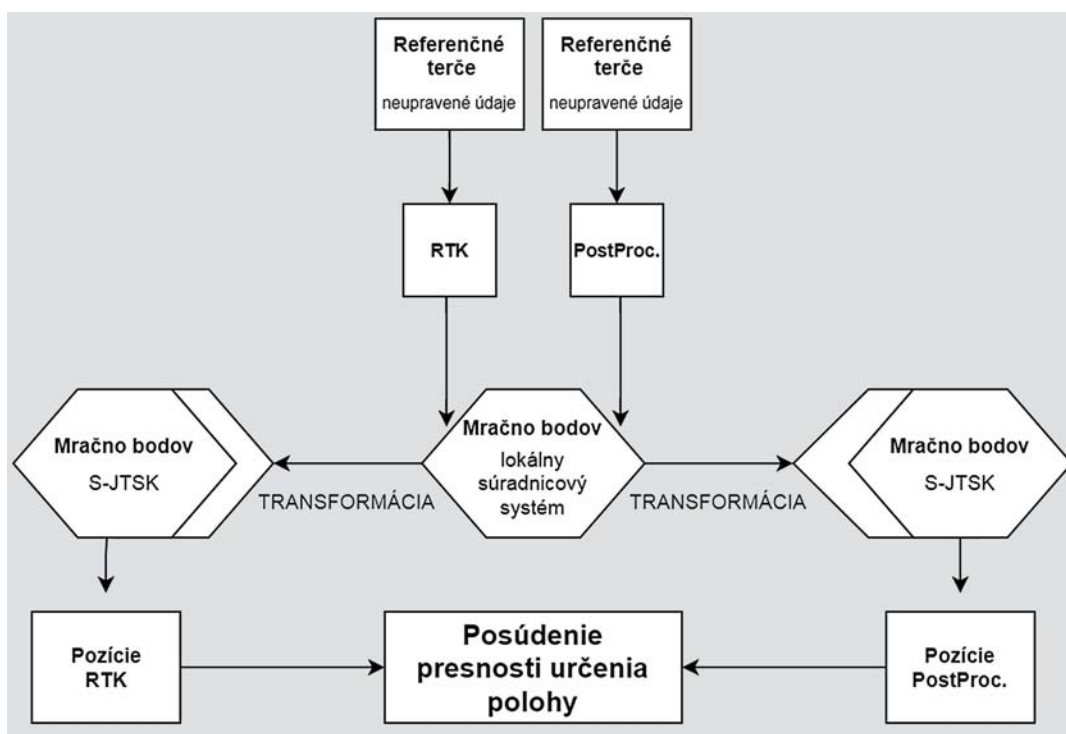 Referenčné
terče
neupravené údaje
Referenčné
terče
neupravené údaje
RTK
PostProc.
Mračno bodov
S-JTSK
TRANSFORMÁCIA
Mračno bodov
lokálny
súradnicový
systém
TRANSFORMÁCIA
Mračno bodov
S-JTSK
Pozície
RTK
Posúdenie
presnosti určenia
polohy
Pozície
PostProc.